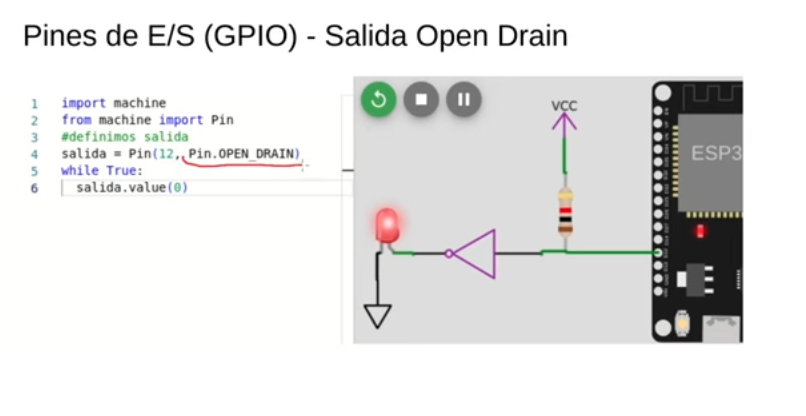 Pines de E/S (GPIO) - Salida Open Drain
1 import machine
2 from machine import Pin
3 #definimos salida
4 salida = Pin(12, Pin.OPEN_DRAIN)
5 while True:
6 salida.value(0)
VCC
ESP3